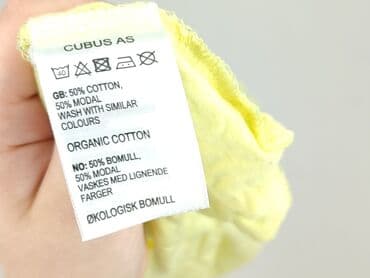 CUBUS AS
40
GB: 50% COTTON,
50% MODAL
WASH WITH SIMILAR
COLOURS
ORGANIC COTTON
NO: 50% BOMULL,
50% MODAL
VASKES MED LIGNENDE
FARGER
ØKOLOGISK BOMULL